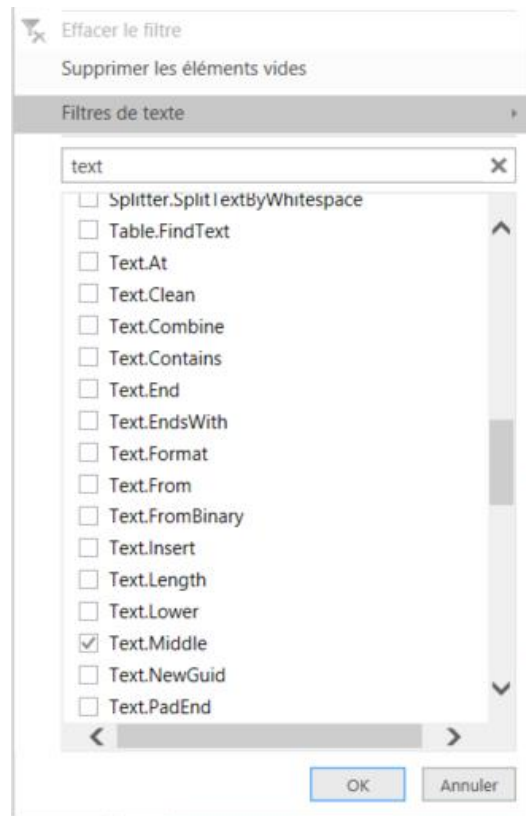 Effacer le filtre
Supprimer les éléments vides
Filtres de texte
text
Splitter.SplitTextByWhitespace
Table.FindText
Text.At
Text.Clean
Text.Combine
Text.Contains
Text.End
Text.EndsWith
Text.Format
Text.From
Text.FromBinary
Text.Insert
Text.Length
Text.Lower
Text.Middle
Text.NewGuid
Text.PadEnd
OK Annuler